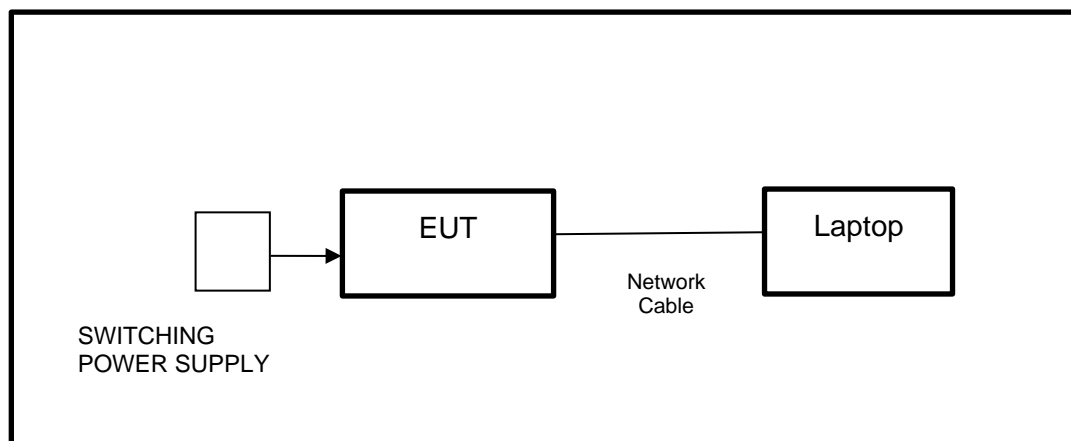 EUT
Laptop
Network
Cable
SWITCHING
POWER SUPPLY